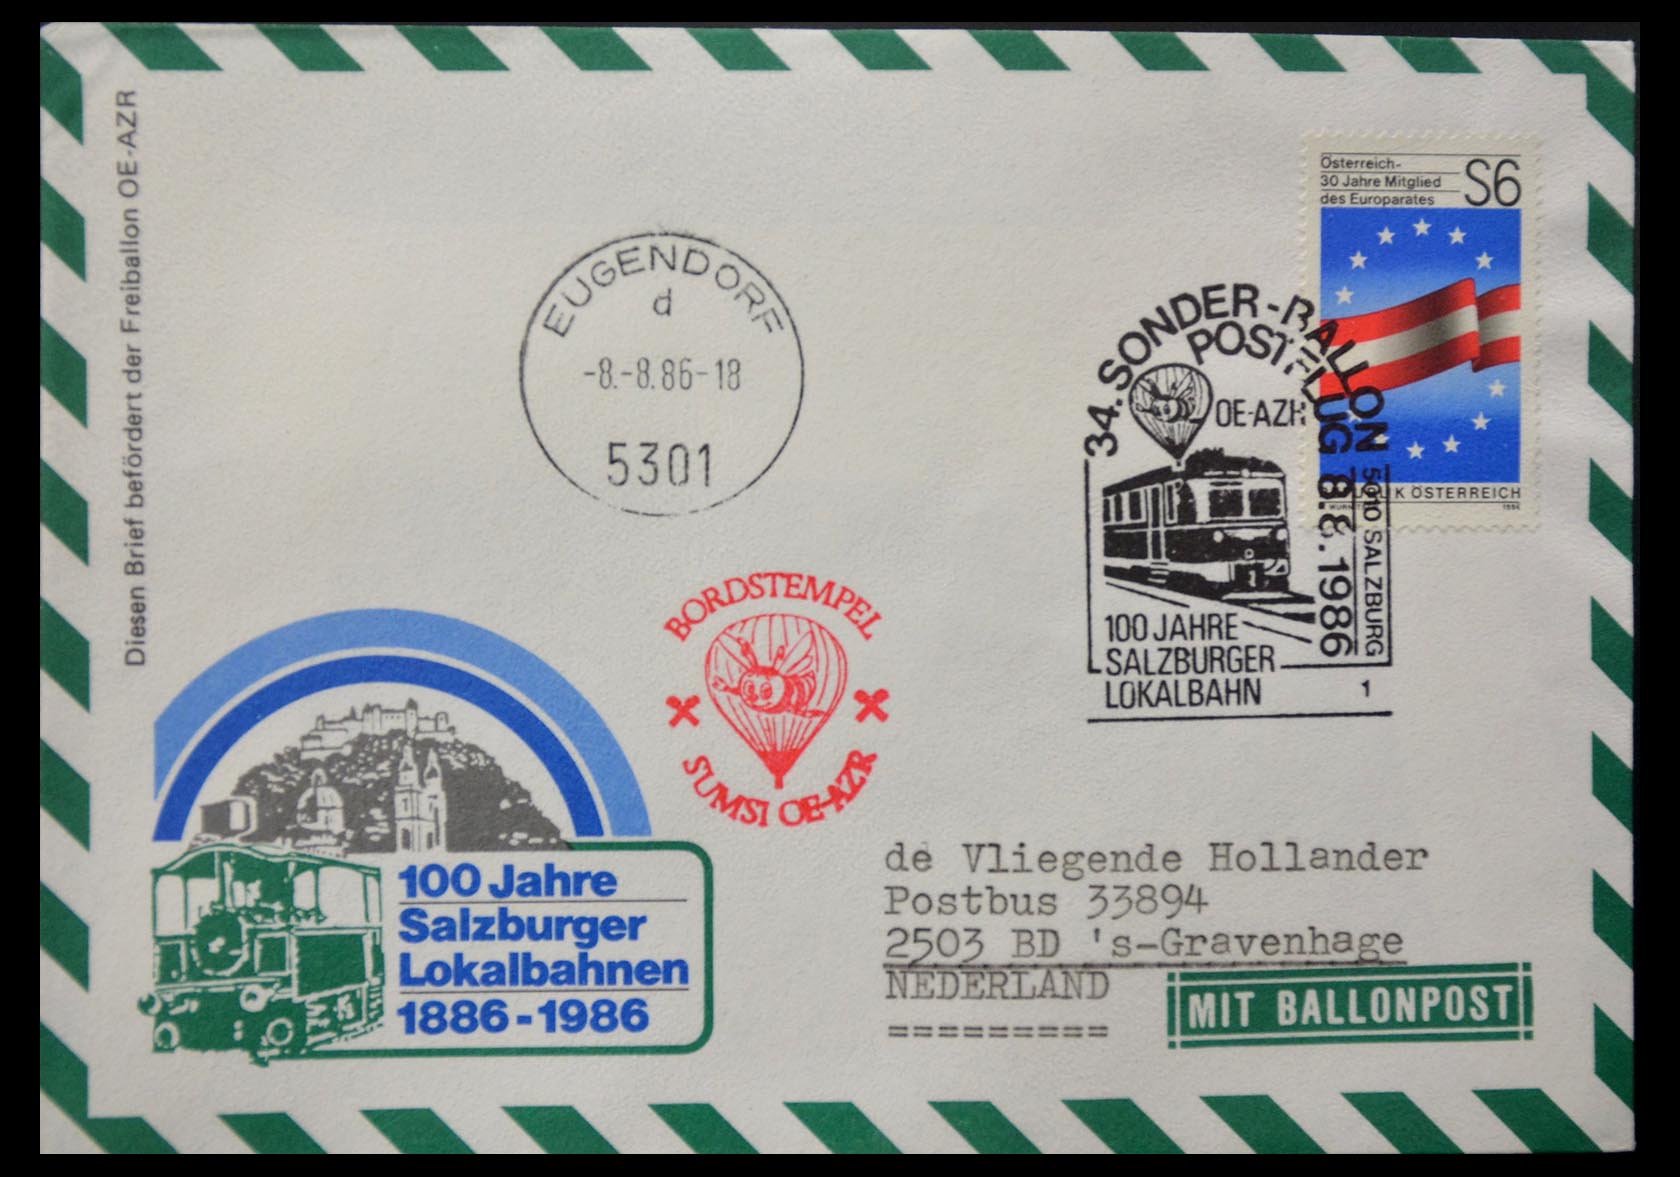 Diesen Brief befördert der Freiballon OE-AZR
Österreich-
30 Jahre Mitglied
des Europarates
S6
ÖSTERREICH
1986
EUGENDORF
d
-8.-8.86-18
5301
34. SONDER-BALLON
POSTFLUG 8.8.1986
OE-AZR
5010 SALZBURG
100 JAHRE
SALZBURGER
LOKALBAHN
1
BORDSTEMPEL
SUMSI OE-AZR
100 Jahre
Salzburger
Lokalbahnen
1886-1986
de Vliegende Hollander
Postbus 33894
2503 BD 's-Gravenhage
NEDERLAND
=========
MIT BALLONPOST